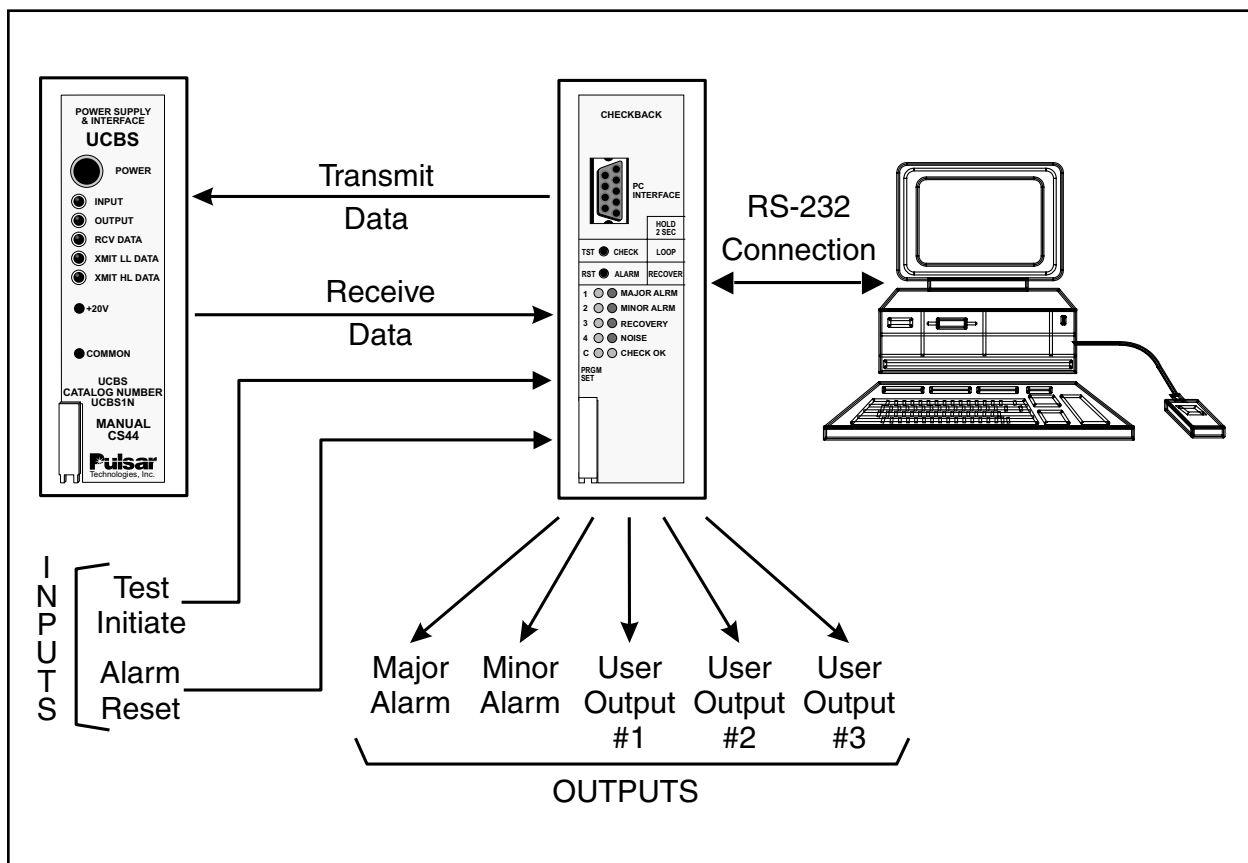 POWER SUPPLY
& INTERFACE
UCBS
POWER
INPUT
OUTPUT
RCV DATA
XMIT LL DATA
XMIT HL DATA
+20V
COMMON
UCBS
CATALOG NUMBER
UCBS1N
MANUAL
CS44
Pulsar
Technologies, Inc.
Transmit
Data
Receive
Data
CHECKBACK
PC
INTERFACE
HOLD
2 SEC
TST CHECK LOOP
RST ALARM RECOVER
1 MAJOR ALRM
2 MINOR ALRM
3 RECOVERY
4 NOISE
C CHECK OK
PRGM
SET
RS-232
Connection
INPUTS
Test
Initiate
Alarm
Reset
Major
Alarm
Minor
Alarm
User
Output
#1
User
Output
#2
User
Output
#3
OUTPUTS